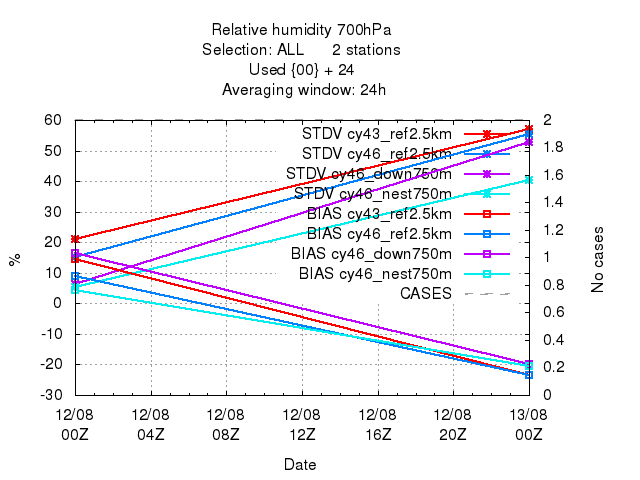 Relative humidity 700hPa
Selection: ALL 2 stations
Used {00} + 24
Averaging window: 24h
60
50
40
30
20
10
0
-10
-20
-30
%
2
1.8
1.6
1.4
1.2
1
0.8
0.6
0.4
0.2
0
No cases
STDV cy43_ref2.5km
STDV cy46_ref2.5km
STDV cy46_down750m
STDV cy46_nest750m
BIAS cy43_ref2.5km
BIAS cy46_ref2.5km
BIAS cy46_down750m
BIAS cy46_nest750m
CASES
12/08 12/08 12/08 12/08 12/08 12/08 13/08
00Z 04Z 08Z 12Z 16Z 20Z 00Z
Date